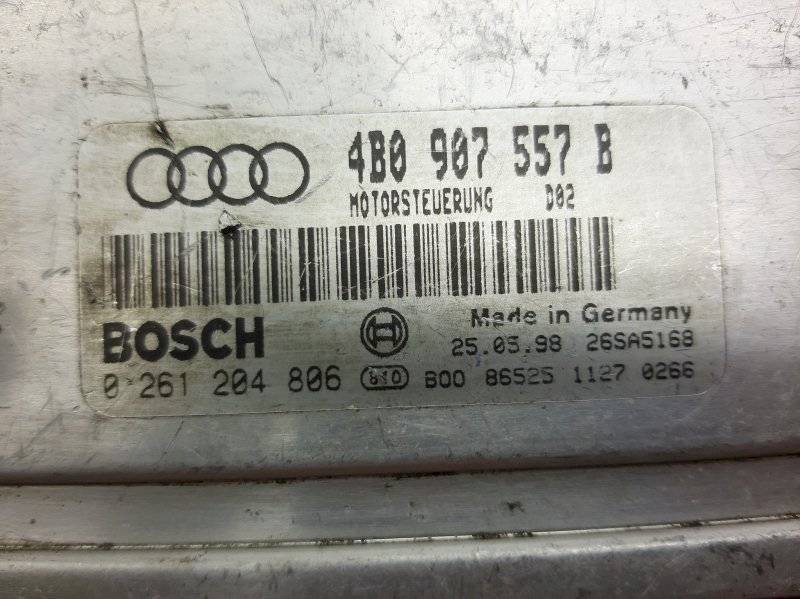 4B0 907 557 B
MOTORSTEUERUNG D02
BOSCH
Made in Germany
25.05.98 26SA5168
0 261 204 806 B00 86525 1127 0266